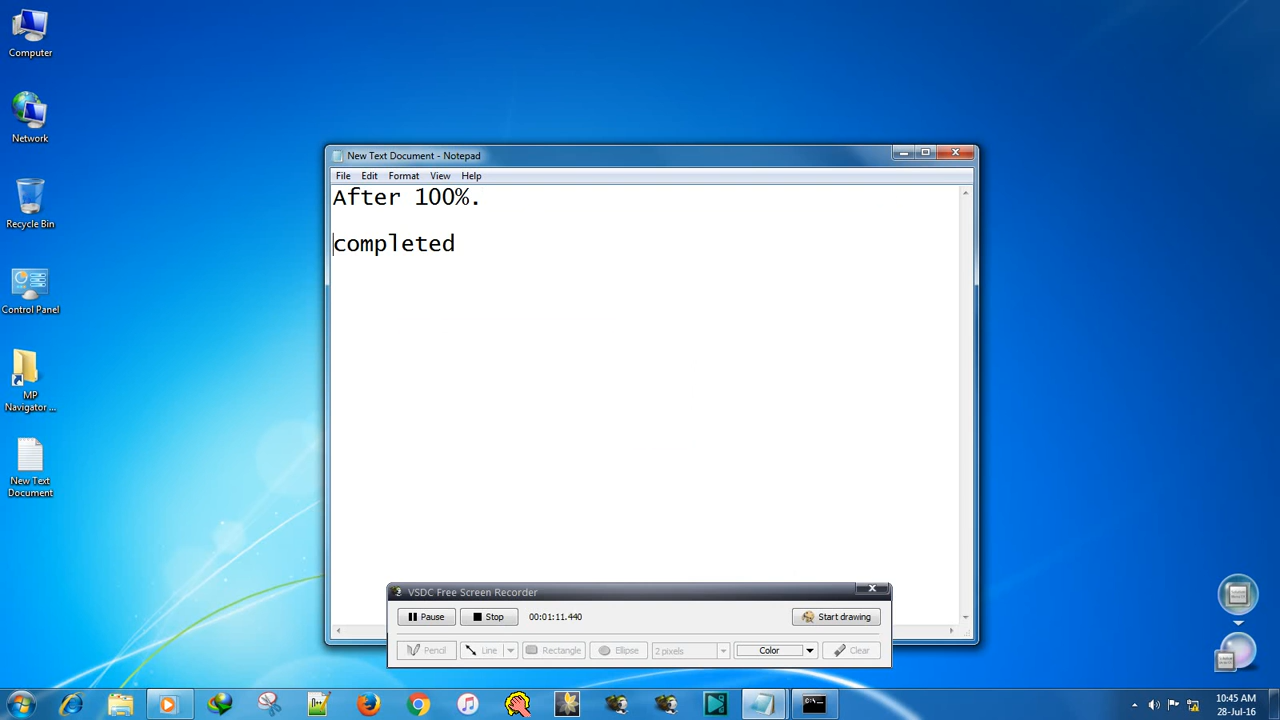 Computer
Network
Recycle Bin
Control Panel
MP
Navigator ...
New Text
Document
New Text Document - Notepad
File Edit Format View Help
After 100%.
completed
VSDC Free Screen Recorder
Pause Stop 00:01:11.440 Start drawing
Pencil Line Rectangle Ellipse 2 pixels Color Clear
10:45 AM
28-Jul-16